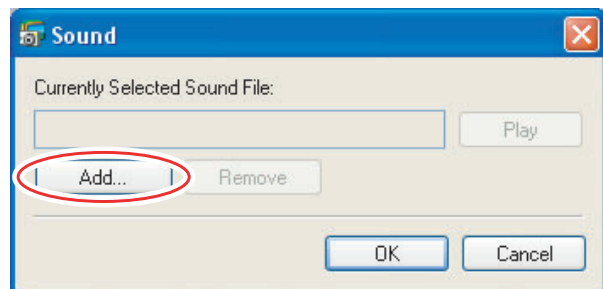 Sound
Currently Selected Sound File:
Play
Add...
Remove
OK
Cancel